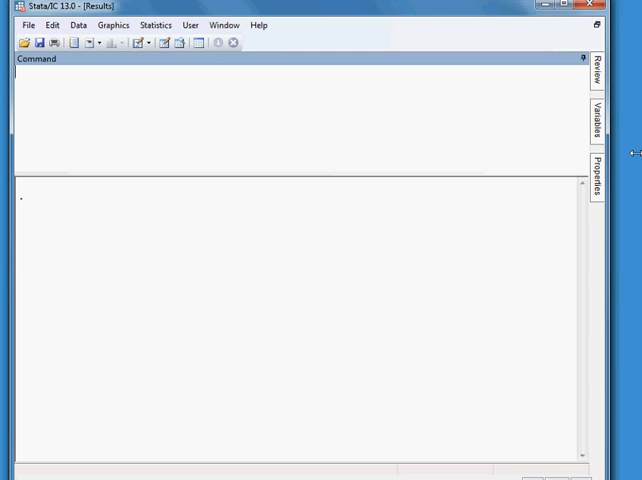 Stata/IC 13.0 - [Results]
File Edit Data Graphics Statistics User Window Help
Command
Review
Variables
Properties
.